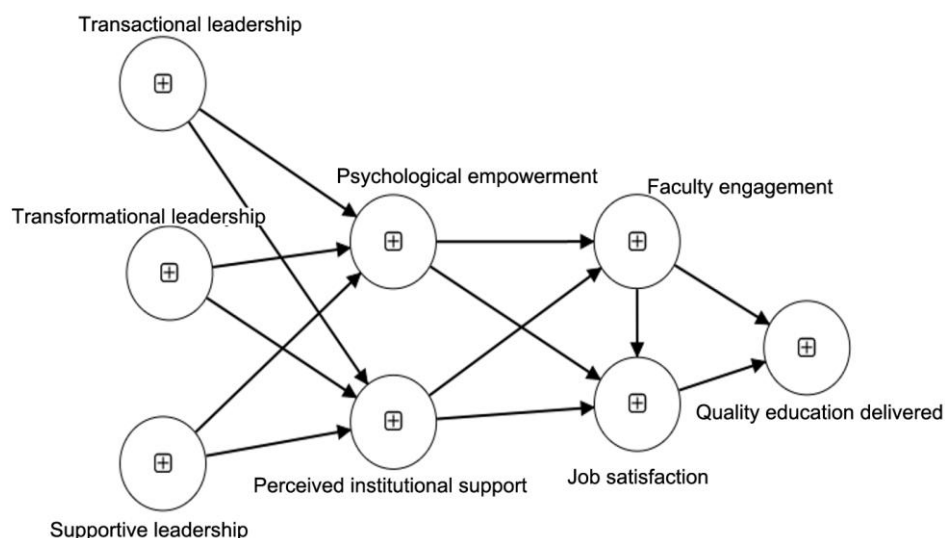 Transactional leadership
Psychological empowerment
Faculty engagement
Transformational leadership
Quality education delivered
Job satisfaction
Perceived institutional support
Supportive leadership